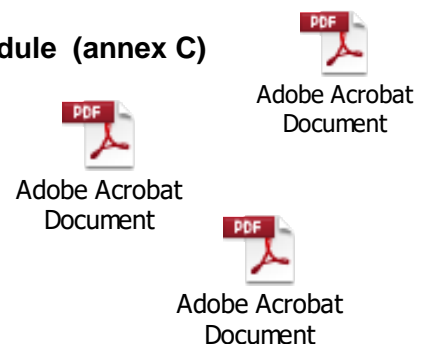 dule (annex C)
PDF
Adobe Acrobat
Document
PDF
Adobe Acrobat
Document
PDF
Adobe Acrobat
Document